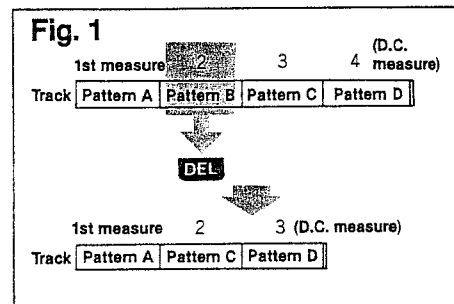 Fig. 1
(D.C.
1st measure 2 3 4 measure)
Track Pattern A Pattern B Pattern C Pattern D
DEL
1st measure 2 3 (D.C. measure)
Track Pattern A Pattern C Pattern D